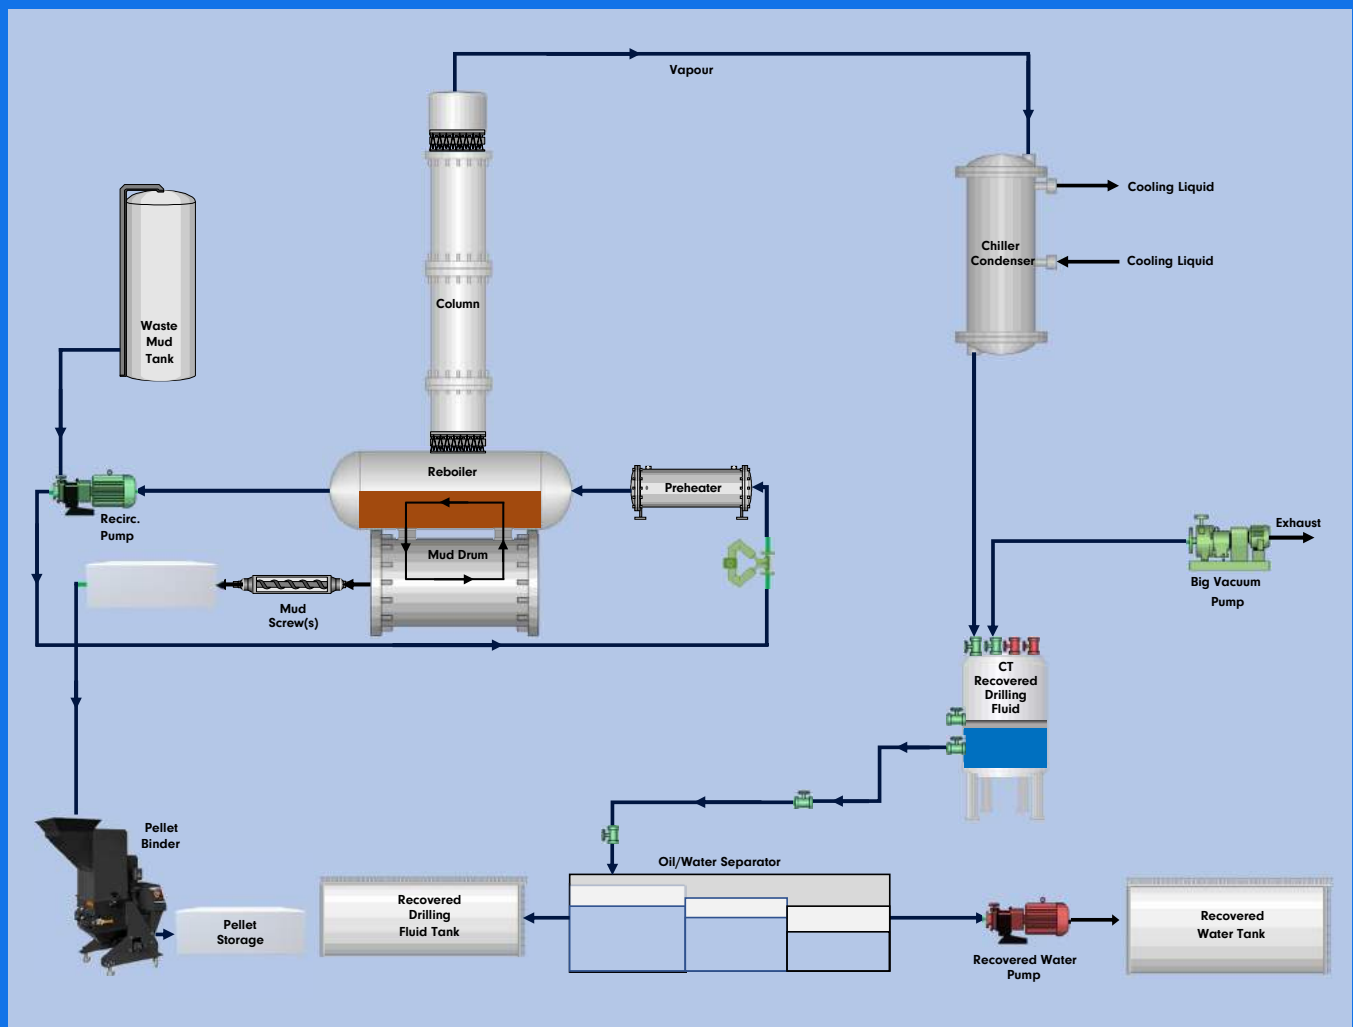 Vapour
Cooling Liquid
Chiller
Condenser
Cooling Liquid
Column
Waste
Mud
Tank
Reboiler
Preheater
Recirc.
Pump
Exhaust
Mud Drum
Big Vacuum
Pump
Mud
Screw(s)
CT
Recovered
Drilling
Fluid
Pellet
Binder
Oil/Water Separator
Recovered
Drilling
Fluid Tank
Pellet
Storage
Recovered
Water Tank
Recovered Water
Pump